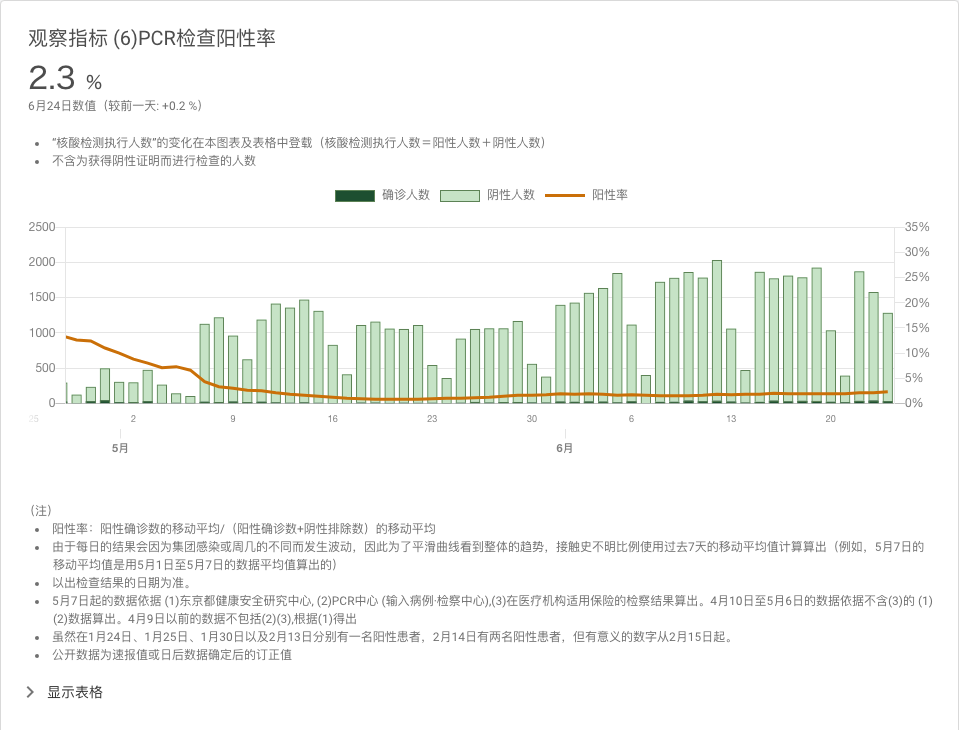 观察指标 (6)PCR检查阳性率
2.3 %
6月24日数值（较前一天: +0.2 %）
“核酸检测执行人数”的变化在本图表及表格中登载（核酸检测执行人数＝阳性人数＋阴性人数）
不含为获得阴性证明而进行检查的人数
确诊人数 阴性人数 阳性率
2500 35%
30%
2000
25%
1500 20%
15%
1000
10%
500
5%
0 0%
25 2 9 16 23 30 6 13 20
5月 6月
（注）
阳性率：阳性确诊数的移动平均/（阳性确诊数+阴性排除数）的移动平均
由于每日的结果会因为集团感染或周几的不同而发生波动，因此为了平滑曲线看到整体的趋势，接触史不明比例使用过去7天的移动平均值计算算出（例如，5月7日的
移动平均值是用5月1日至5月7日的数据平均值算出的）
以出检查结果的日期为准。
5月7日起的数据依据 (1)东京都健康安全研究中心, (2)PCR中心 (输入病例·检察中心),(3)在医疗机构适用保险的检察结果算出。4月10日至5月6日的数据依据不含(3)的 (1)
(2)数据算出。4月9日以前的数据不包括(2)(3),根据(1)得出
虽然在1月24日、1月25日、1月30日以及2月13日分别有一名阳性患者，2月14日有两名阳性患者，但有意义的数字从2月15日起。
公开数据为速报值或日后数据确定后的订正值
显示表格